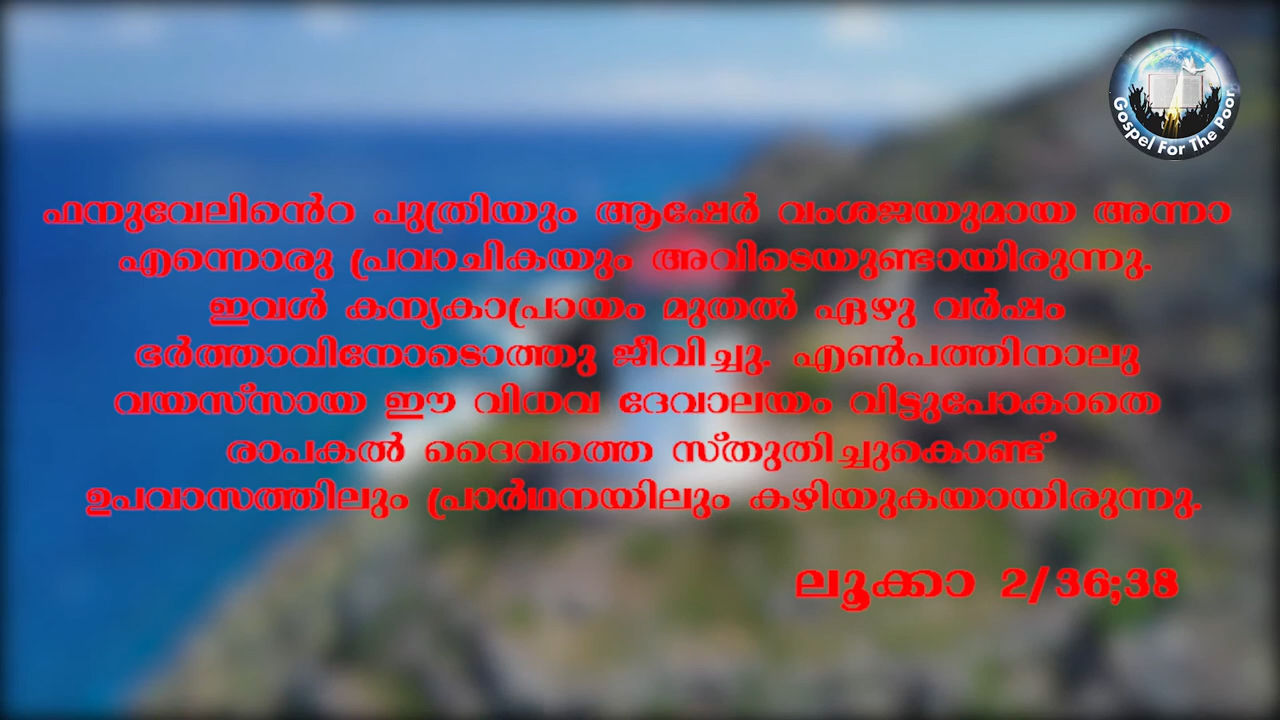 Gospel For The Poor
ഫനുവേലിൻെറ പുത്രിയും ആഷേർ വംശജയുമായ അന്നാ
എന്നൊരു പ്രവാചികയും അവിടെയുണ്ടായിരുന്നു.
ഇവൾ കന്യകാപ്രായം മുതൽ ഏഴു വർഷം
ഭർത്താവിനോടൊത്തു ജീവിച്ചു. എൺപത്തിനാലു
വയസ്സായ ഈ വിധവ ദേവാലയം വിട്ടുപോകാതെ
രാപകൽ ദൈവത്തെ സ്തുതിച്ചുകൊണ്ട്
ഉപവാസത്തിലും പ്രാർഥനയിലും കഴിയുകയായിരുന്നു.
ലൂക്കാ 2/36;38